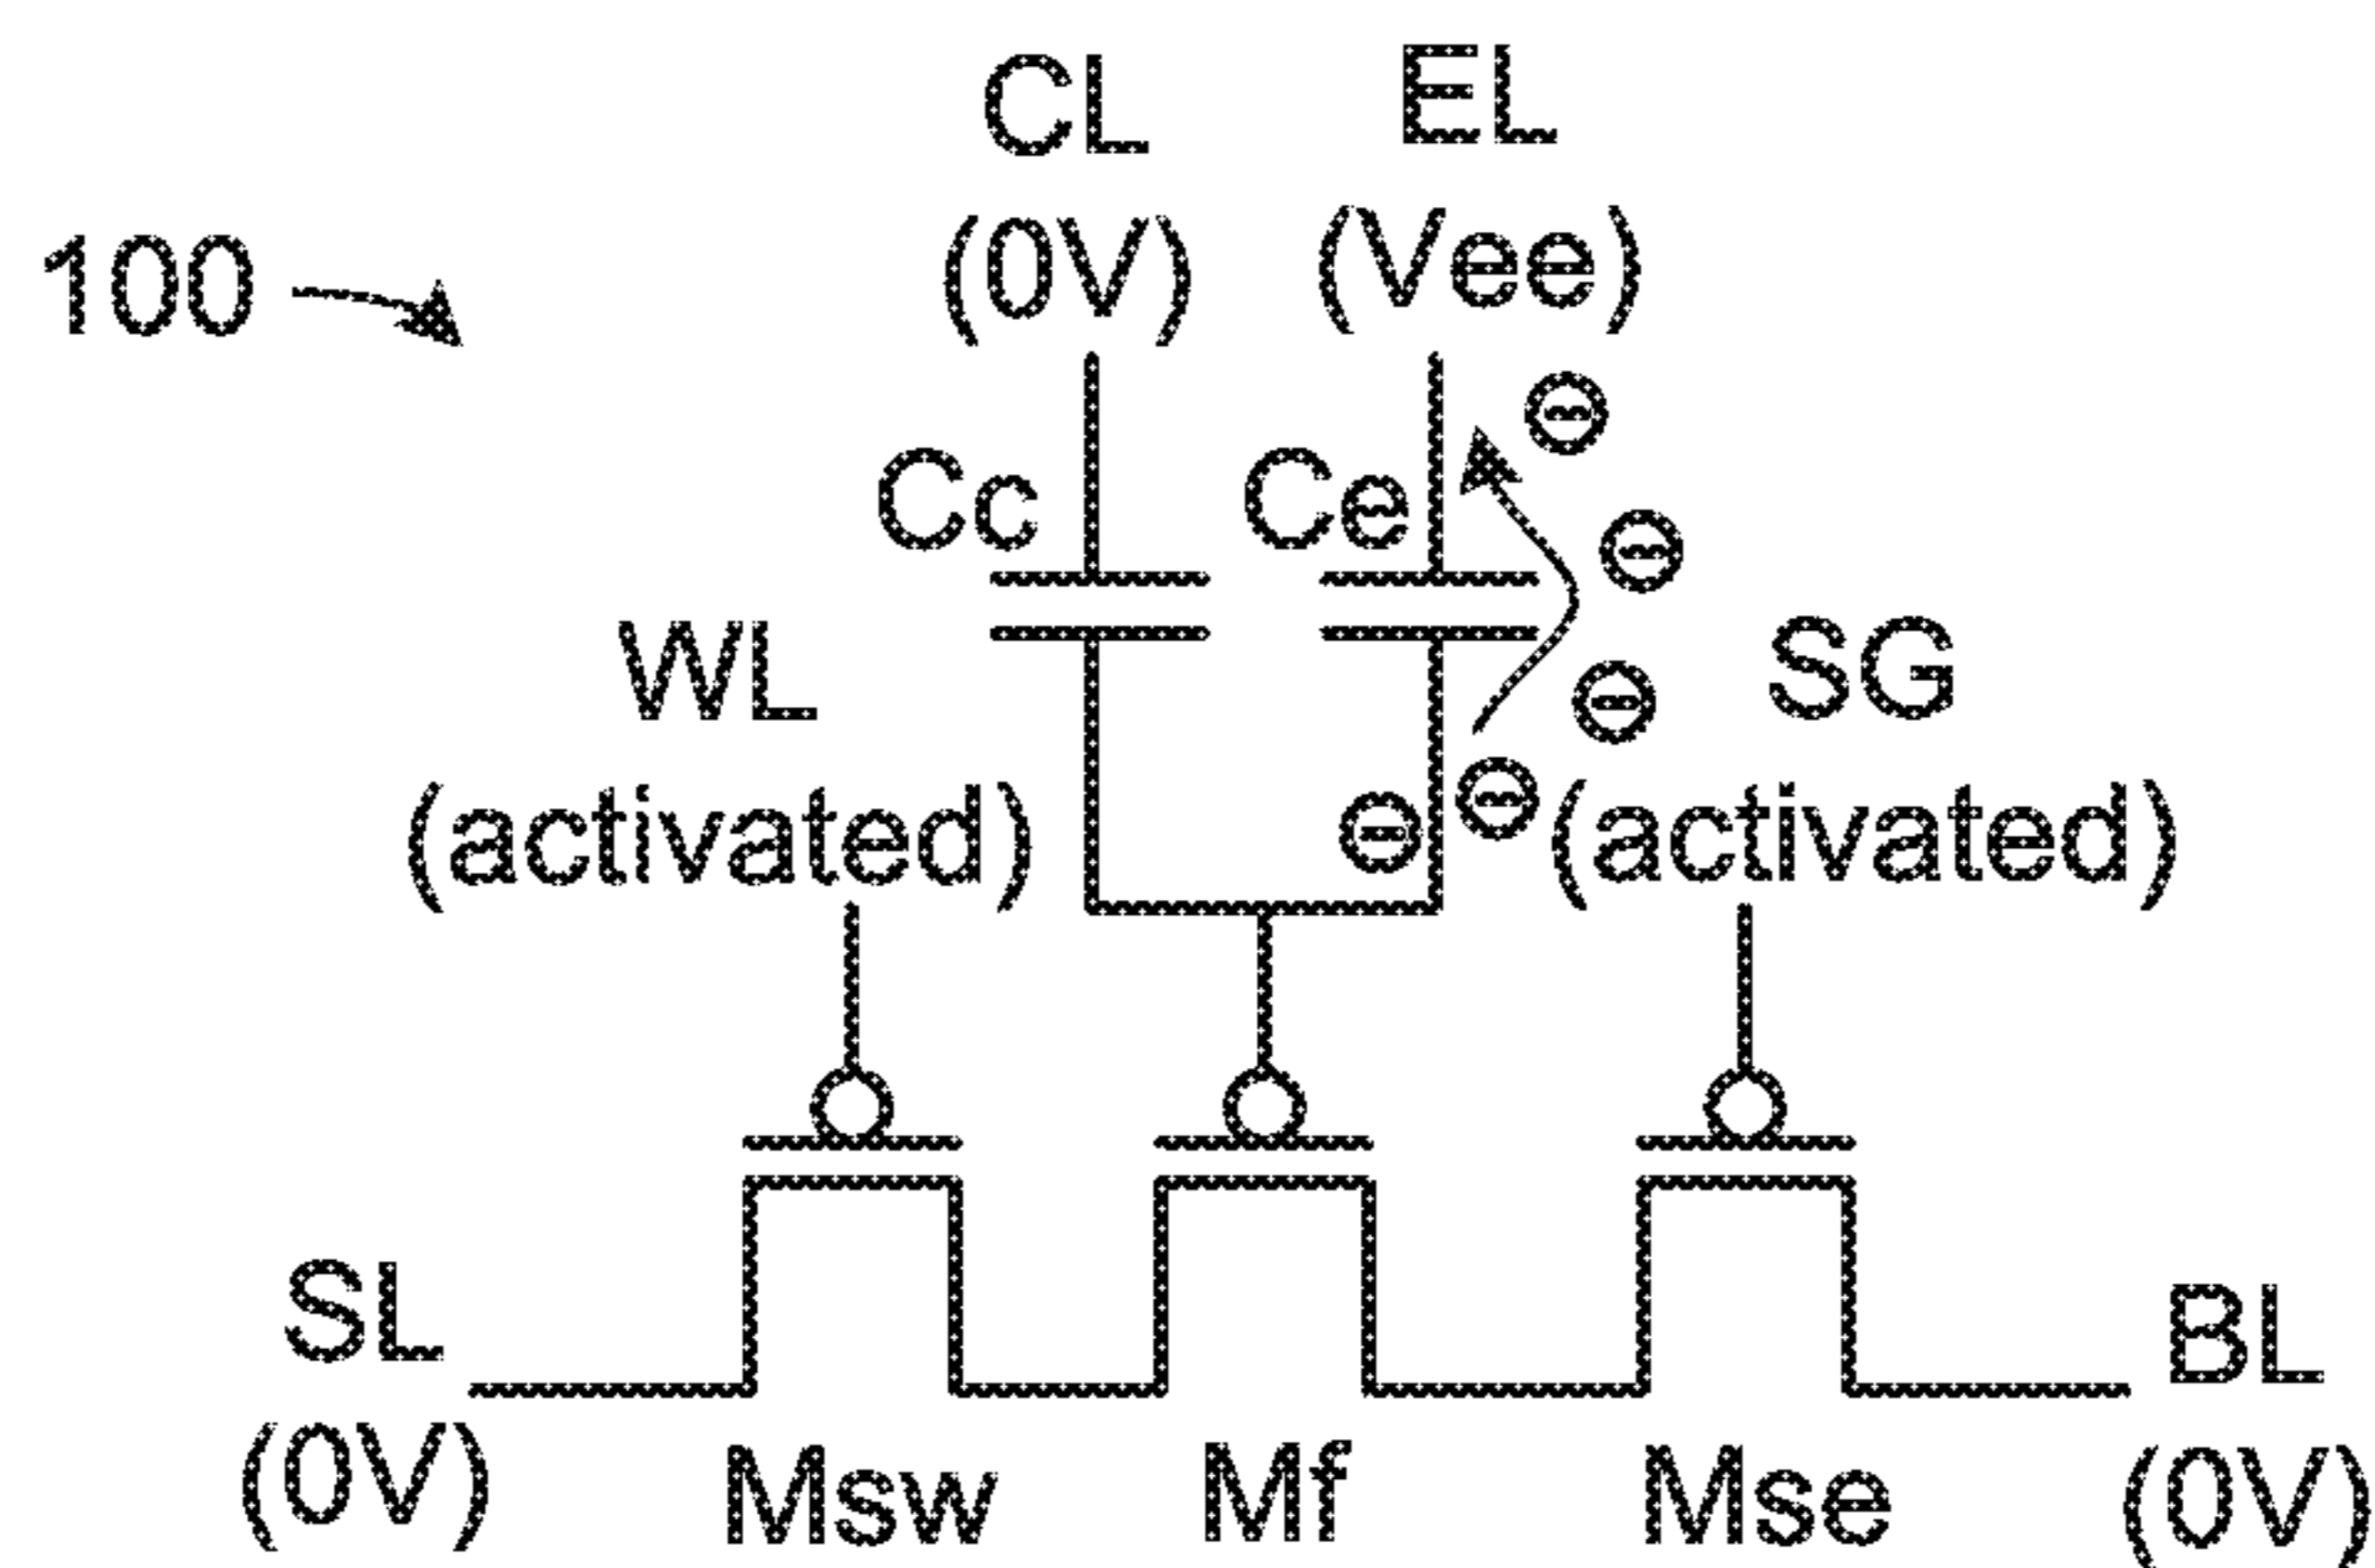 CL EL
(0V) (Vee)
100
Cc Ce
WL SG
(activated) (activated)
SL BL
(0V) Msw Mf Mse (0V)